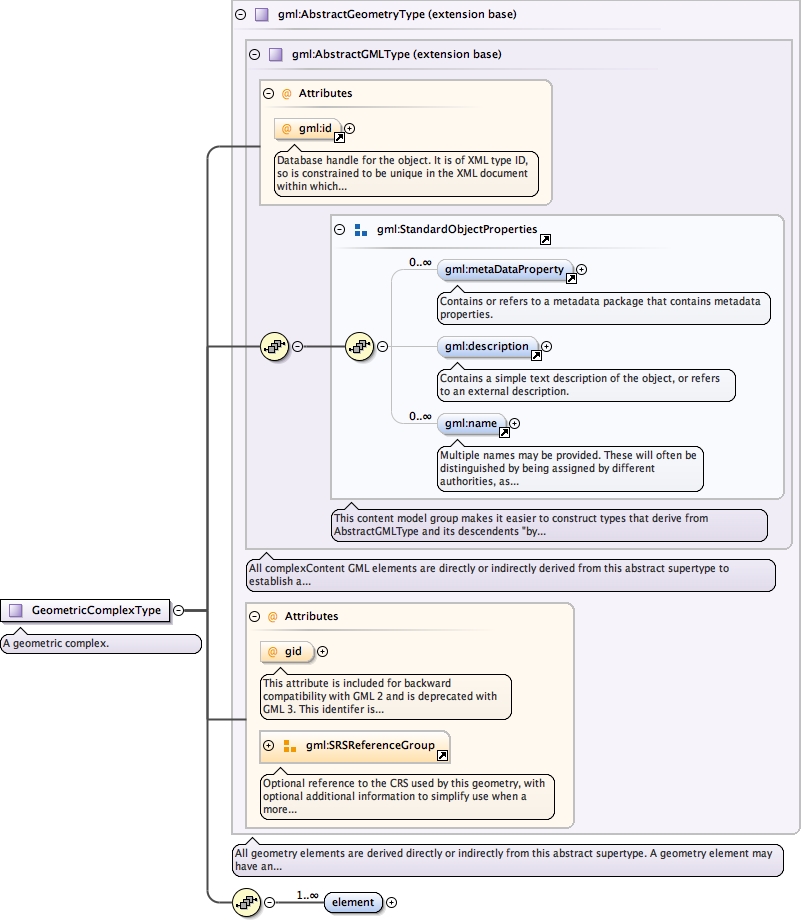 gml:AbstractGeometryType (extension base)
gml:AbstractGMLType (extension base)
@ Attributes
@ gml:id
Database handle for the object. It is of XML type ID,
so is constrained to be unique in the XML document
within which...
gml:StandardObjectProperties
0..∞
gml:metaDataProperty
Contains or refers to a metadata package that contains metadata
properties.
gml:description
Contains a simple text description of the object, or refers
to an external description.
0..∞
gml:name
Multiple names may be provided. These will often be
distinguished by being assigned by different
authorities, as...
This content model group makes it easier to construct types that derive from
AbstractGMLType and its descendents "by...
All complexContent GML elements are directly or indirectly derived from this abstract supertype to
establish a...
GeometricComplexType
A geometric complex.
@ Attributes
@ gid
This attribute is included for backward
compatibility with GML 2 and is deprecated with
GML 3. This identifer is...
gml:SRSReferenceGroup
Optional reference to the CRS used by this geometry, with
optional additional information to simplify use when a
more...
All geometry elements are derived directly or indirectly from this abstract supertype. A geometry element may
have an...
1..∞
element